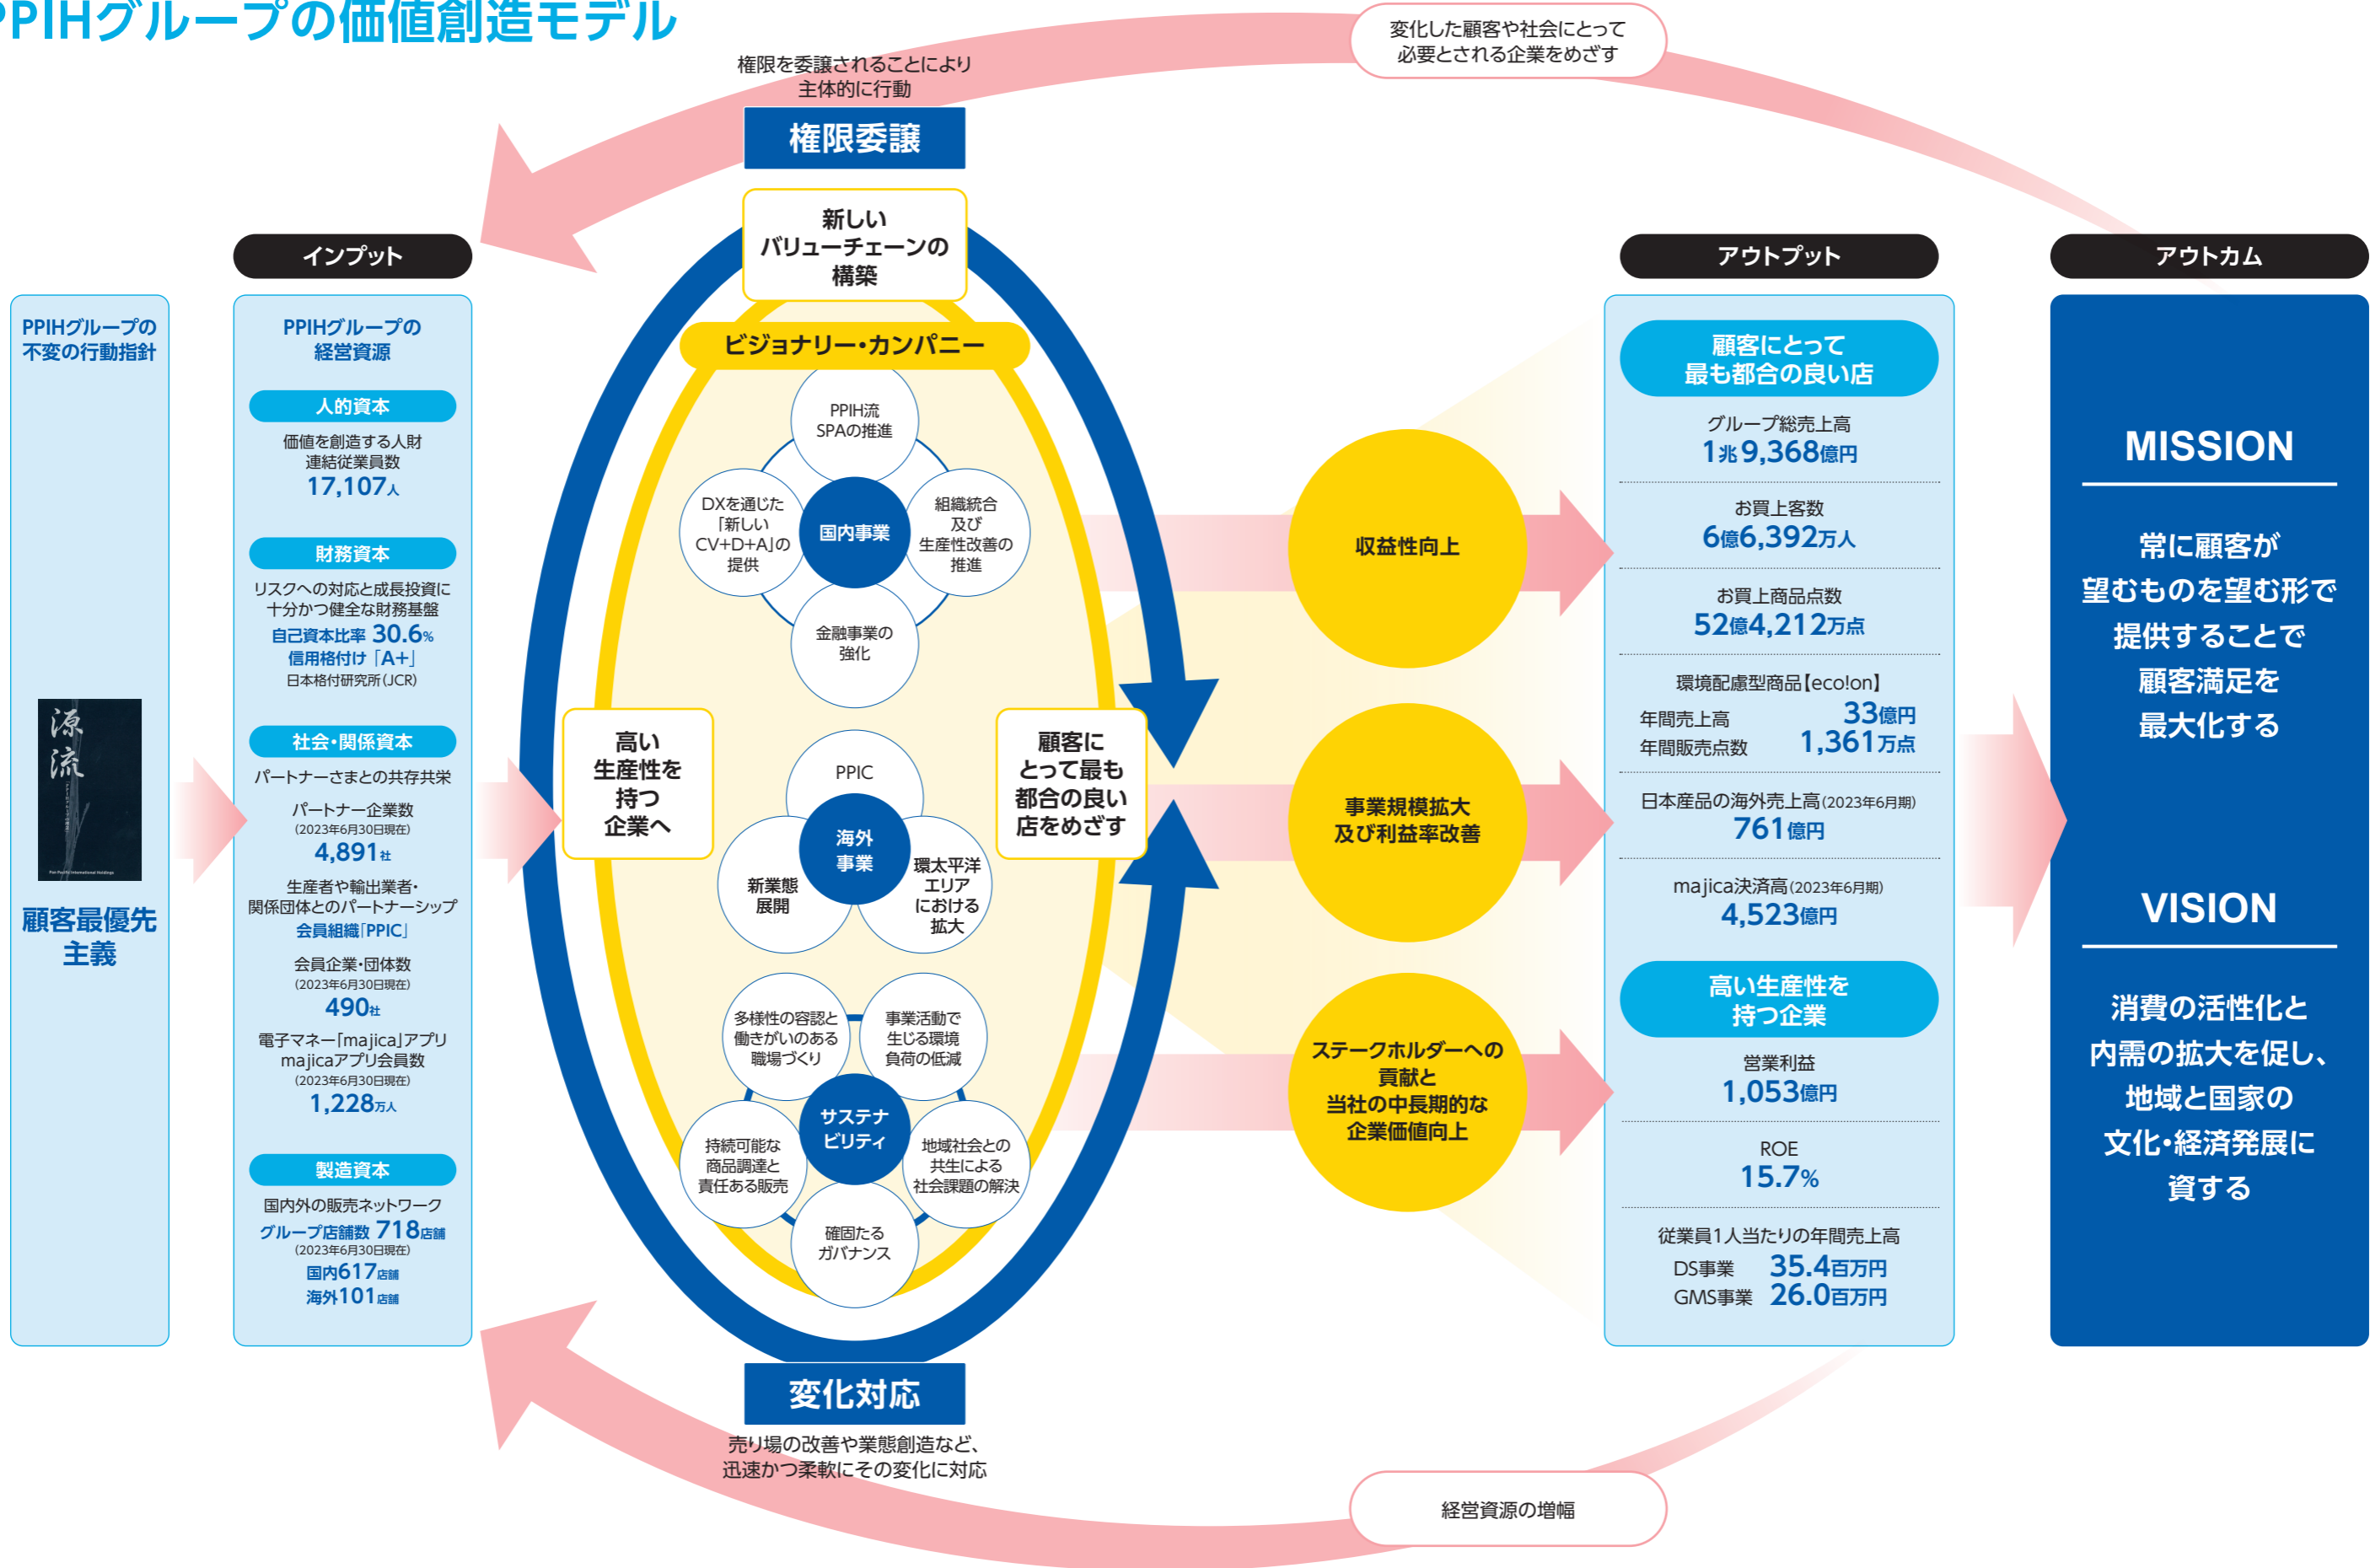 PPIHグループの価値創造モデル
変化した顧客や社会にとって
必要とされる企業をめざす
権限を委譲されることにより
主体的に行動
権限委譲
新しい
バリューチェーンの
構築
PPIHグループの
不変の行動指針
源
流
Pan Pacific International Holdings
顧客最優先
主義
インプット
PPIHグループの
経営資源
人的資本
価値を創造する人財
連結従業員数
17,107人
財務資本
リスクへの対応と成長投資に
十分かつ健全な財務基盤
自己資本比率 30.6%
信用格付け「A+」
日本格付研究所(JCR)
社会・関係資本
パートナーさまとの共存共栄
パートナー企業数
(2023年6月30日現在)
4,891社
生産者や輸出業者・
関係団体とのパートナーシップ
会員組織「PPIC」
会員企業・団体数
(2023年6月30日現在)
490社
電子マネー「majica」アプリ
majicaアプリ会員数
(2023年6月30日現在)
1,228万人
製造資本
国内外の販売ネットワーク
グループ店舗数 718店舗
(2023年6月30日現在)
国内617店舗
海外101店舗
ビジョナリー・カンパニー
PPIH流
SPAの推進
DXを通じた
「新しい
CV+D+A」の
提供
国内事業
組織統合
及び
生産性改善の
推進
金融事業の
強化
高い
生産性を
持つ
企業へ
顧客に
とって最も
都合の良い
店をめざす
PPIC
海外
事業
新業態
展開
環太平洋
エリア
における
拡大
多様性の容認と
働きがいのある
職場づくり
事業活動で
生じる環境
負荷の低減
サステナ
ビリティ
持続可能な
商品調達と
責任ある販売
地域社会との
共生による
社会課題の解決
確固たる
ガバナンス
変化対応
売り場の改善や業態創造など、
迅速かつ柔軟にその変化に対応
収益性向上
事業規模拡大
及び利益率改善
ステークホルダーへの
貢献と
当社の中長期的な
企業価値向上
アウトプット
顧客にとって
最も都合の良い店
グループ総売上高
1兆9,368億円
お買上客数
6億6,392万人
お買上商品点数
52億4,212万点
環境配慮型商品【eco!on】
年間売上高 33億円
年間販売点数 1,361万点
日本産品の海外売上高(2023年6月期)
761億円
majica決済高(2023年6月期)
4,523億円
高い生産性を
持つ企業
営業利益
1,053億円
ROE
15.7%
従業員1人当たりの年間売上高
DS事業 35.4百万円
GMS事業 26.0百万円
アウトカム
MISSION
常に顧客が
望むものを望む形で
提供することで
顧客満足を
最大化する
VISION
消費の活性化と
内需の拡大を促し、
地域と国家の
文化・経済発展に
資する
経営資源の増幅